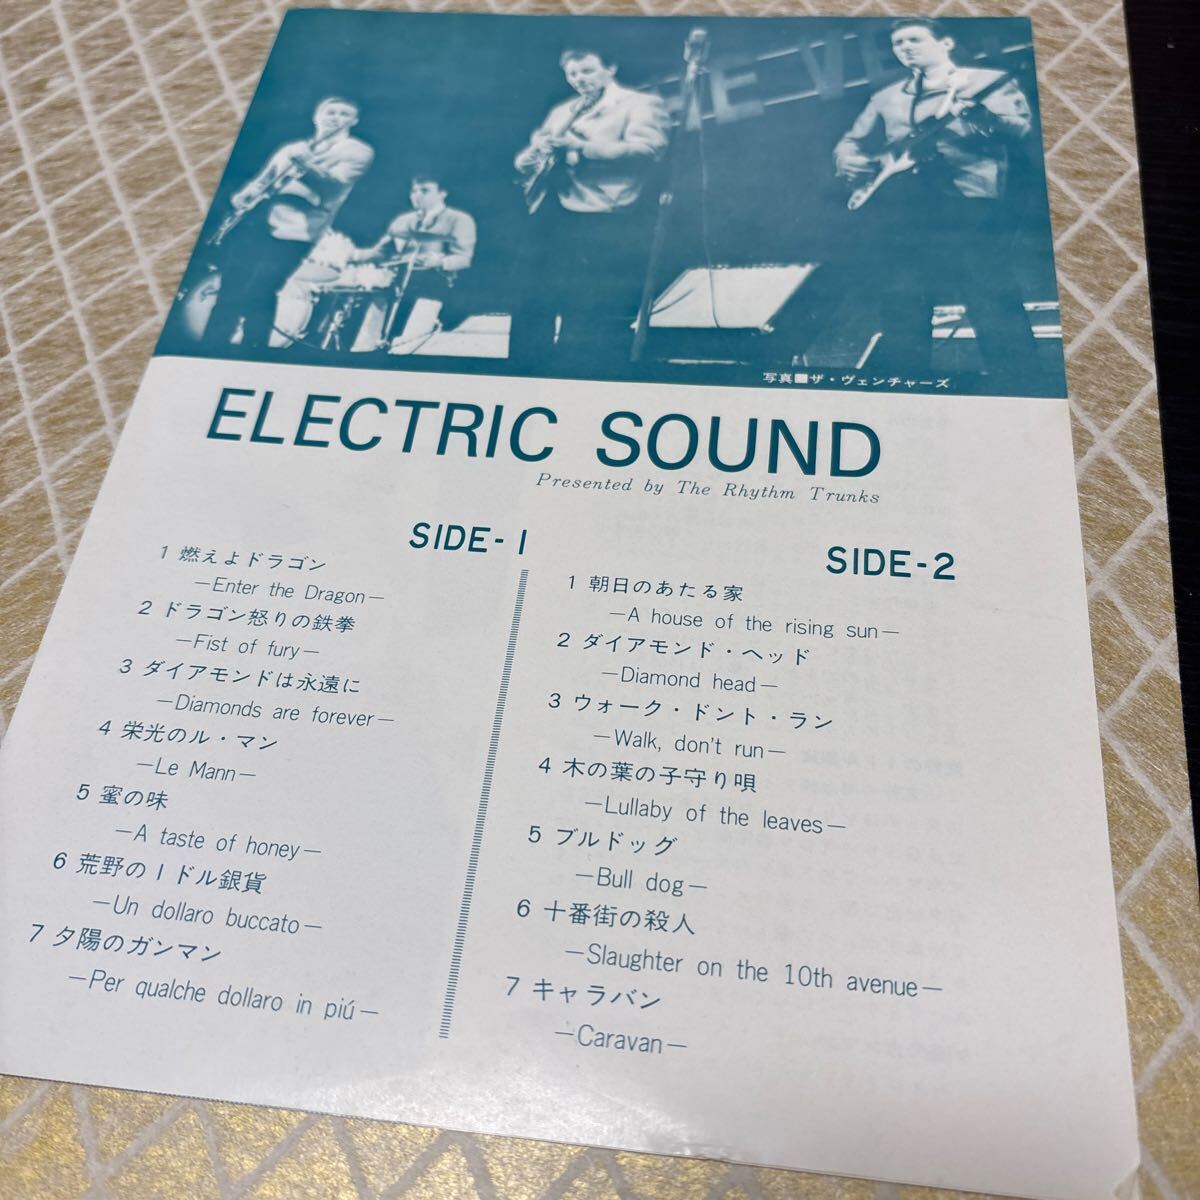 THE VE
写真■ザ・ヴェンチャーズ
ELECTRIC SOUND
Presented by The Rhythm Trunks
SIDE-1
1 燃えよドラゴン
—Enter the Dragon—
2 ドラゴン怒りの鉄拳
—Fist of fury—
3 ダイアモンドは永遠に
—Diamonds are forever—
4 栄光のル・マン
—Le Mann—
5 蜜の味
—A taste of honey—
6 荒野の1ドル銀貨
—Un dollaro buccato—
7 夕陽のガンマン
—Per qualche dollaro in piú—
SIDE-2
1 朝日のあたる家
—A house of the rising sun—
2 ダイアモンド・ヘッド
—Diamond head—
3 ウォーク・ドント・ラン
—Walk, don't run—
4 木の葉の子守り唄
—Lullaby of the leaves—
5 ブルドッグ
—Bull dog—
6 十番街の殺人
—Slaughter on the 10th avenue—
7 キャラバン
—Caravan—